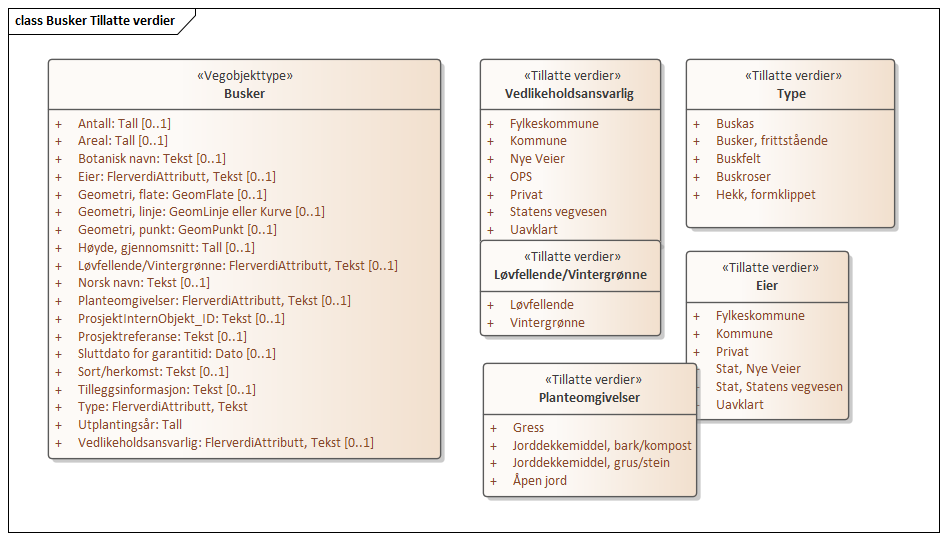 class Busker Tillatte verdier
«Vegobjekttype»
Busker
+ Antall: Tall [0..1]
+ Areal: Tall [0..1]
+ Botanisk navn: Tekst [0..1]
+ Eier: FlerverdiAttributt, Tekst [0..1]
+ Geometri, flate: GeomFlate [0..1]
+ Geometri, linje: GeomLinje eller Kurve [0..1]
+ Geometri, punkt: GeomPunkt [0..1]
+ Høyde, gjennomsnitt: Tall [0..1]
+ Løvfellende/Vintergrønne: FlerverdiAttributt, Tekst [0..1]
+ Norsk navn: Tekst [0..1]
+ Planteomgivelser: FlerverdiAttributt, Tekst [0..1]
+ ProsjektInternObjekt_ID: Tekst [0..1]
+ Prosjektreferanse: Tekst [0..1]
+ Sluttdato for garantitid: Dato [0..1]
+ Sort/herkomst: Tekst [0..1]
+ Tilleggsinformasjon: Tekst [0..1]
+ Type: FlerverdiAttributt, Tekst
+ Utplantingsår: Tall
+ Vedlikeholdsansvarlig: FlerverdiAttributt, Tekst [0..1]
«Tillatte verdier»
Vedlikeholdsansvarlig
+ Fylkeskommune
+ Kommune
+ Nye Veier
+ OPS
+ Privat
+ Statens vegvesen
+ Uavklart
«Tillatte verdier»
Type
+ Buskas
+ Busker, frittstående
+ Buskfelt
+ Buskroser
+ Hekk, formklippet
«Tillatte verdier»
Løvfellende/Vintergrønne
+ Løvfellende
+ Vintergrønne
«Tillatte verdier»
Eier
+ Fylkeskommune
+ Kommune
+ Privat
Stat, Nye Veier
Stat, Statens vegvesen
Uavklart
«Tillatte verdier»
Planteomgivelser
+ Gress
+ Jorddekkemiddel, bark/kompost
+ Jorddekkemiddel, grus/stein
+ Åpen jord